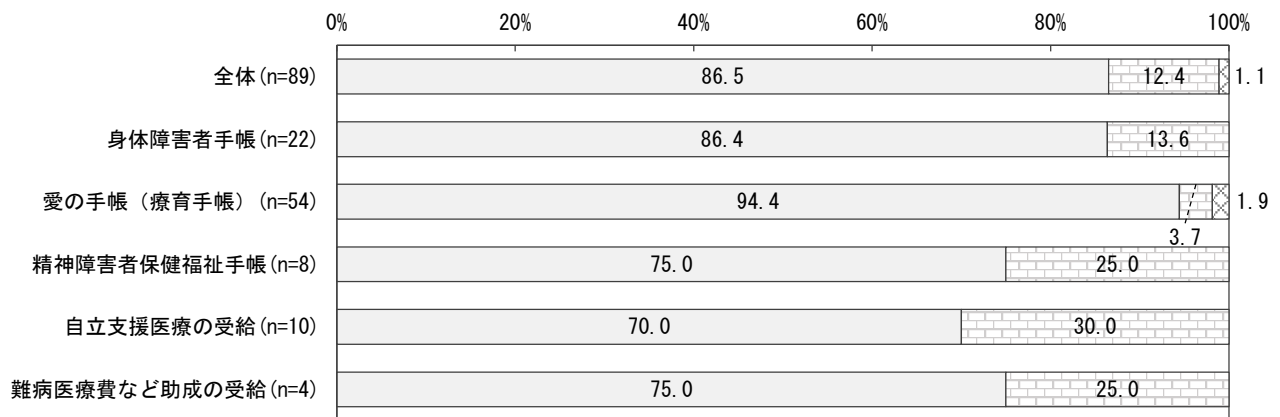 0% 20% 40% 60% 80% 100%
全体(n=89) 86.5 12.4 1.1
身体障害者手帳(n=22) 86.4 13.6
愛の手帳（療育手帳）(n=54) 94.4 1.9
3.7
精神障害者保健福祉手帳(n=8) 75.0 25.0
自立支援医療の受給(n=10) 70.0 30.0
難病医療費など助成の受給(n=4) 75.0 25.0